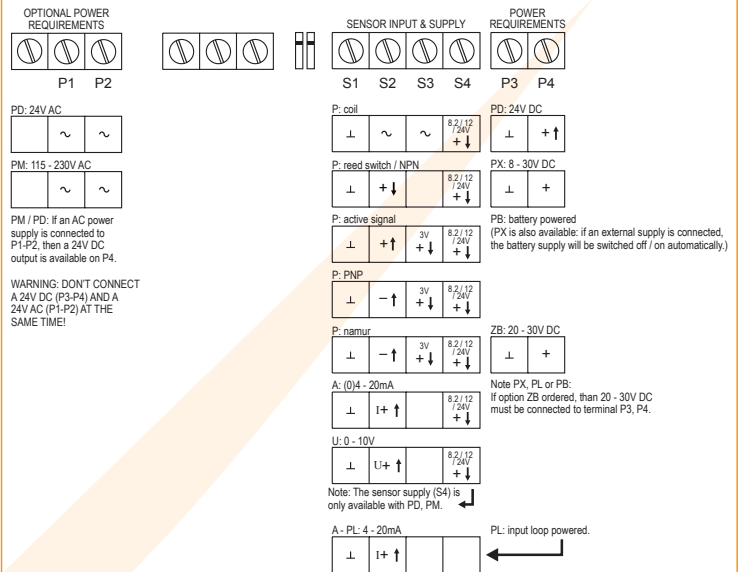 OPTIONAL POWER
REQUIREMENTS
P1 P2
SENSOR INPUT & SUPPLY
S1 S2 S3 S4
POWER
REQUIREMENTS
P3 P4
PD: 24V AC
~ ~
PM: 115 - 230V AC
~ ~
PM / PD: If an AC power
supply is connected to
P1-P2, then a 24V DC
output is available on P4.
WARNING: DON'T CONNECT
A 24V DC (P3-P4) AND A
24V AC (P1-P2) AT THE
SAME TIME!
P: coil
⊥ ~ ~ 8.2 / 12
/ 24V
+ ↓
P: reed switch / NPN
⊥ + ↓ 8.2 / 12
/ 24V
+ ↓
P: active signal
⊥ + ↑ 3V
+ ↓
8.2 / 12
/ 24V
+ ↓
P: PNP
⊥ – ↑ 3V
+ ↓
8.2 / 12
/ 24V
+ ↓
P: namur
⊥ – ↑ 3V
+ ↓
8.2 / 12
/ 24V
+ ↓
A: (0)4 - 20mA
⊥ I+ ↑ 8.2 / 12
/ 24V
+ ↓
U: 0 - 10V
⊥ U+ ↑ 8.2 / 12
/ 24V
+ ↓
Note: The sensor supply (S4) is
only available with PD, PM.
A - PL: 4 - 20mA
⊥ I+ ↑
PD: 24V DC
⊥ + ↑
PX: 8 - 30V DC
⊥ +
PB: battery powered
(PX is also available: if an external supply is connected,
the battery supply will be switched off / on automatically.)
ZB: 20 - 30V DC
⊥ +
Note PX, PL or PB:
If option ZB ordered, than 20 - 30V DC
must be connected to terminal P3, P4.
PL: input loop powered.